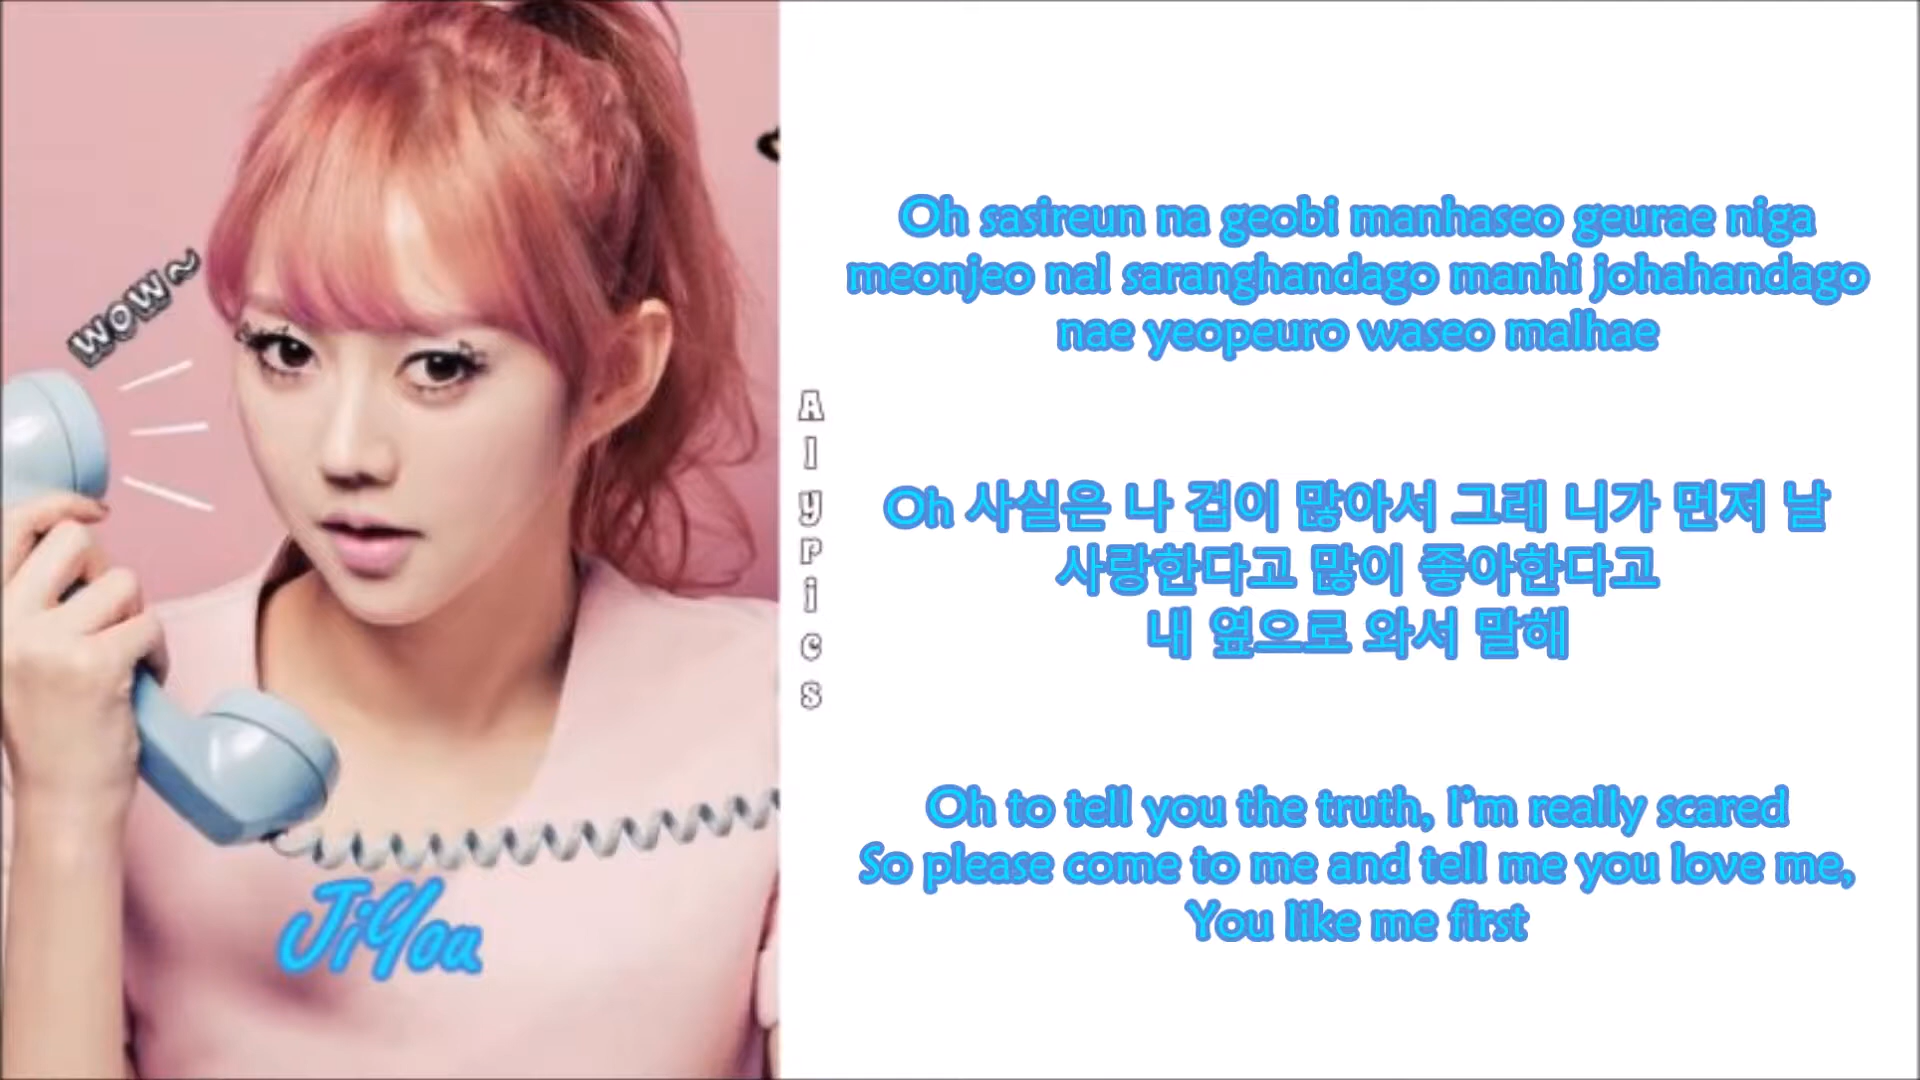 wow~
JiYou
Alypics
Oh sasireun na geobi manhaseo geurae niga
meonjeo nal saranghandago manhi johahandago
nae yeopeuro waseo malhae
Oh 사실은 나 겁이 많아서 그래 니가 먼저 날
사랑한다고 많이 좋아한다고
내 옆으로 와서 말해
Oh to tell you the truth, I'm really scared
So please come to me and tell me you love me,
You like me first